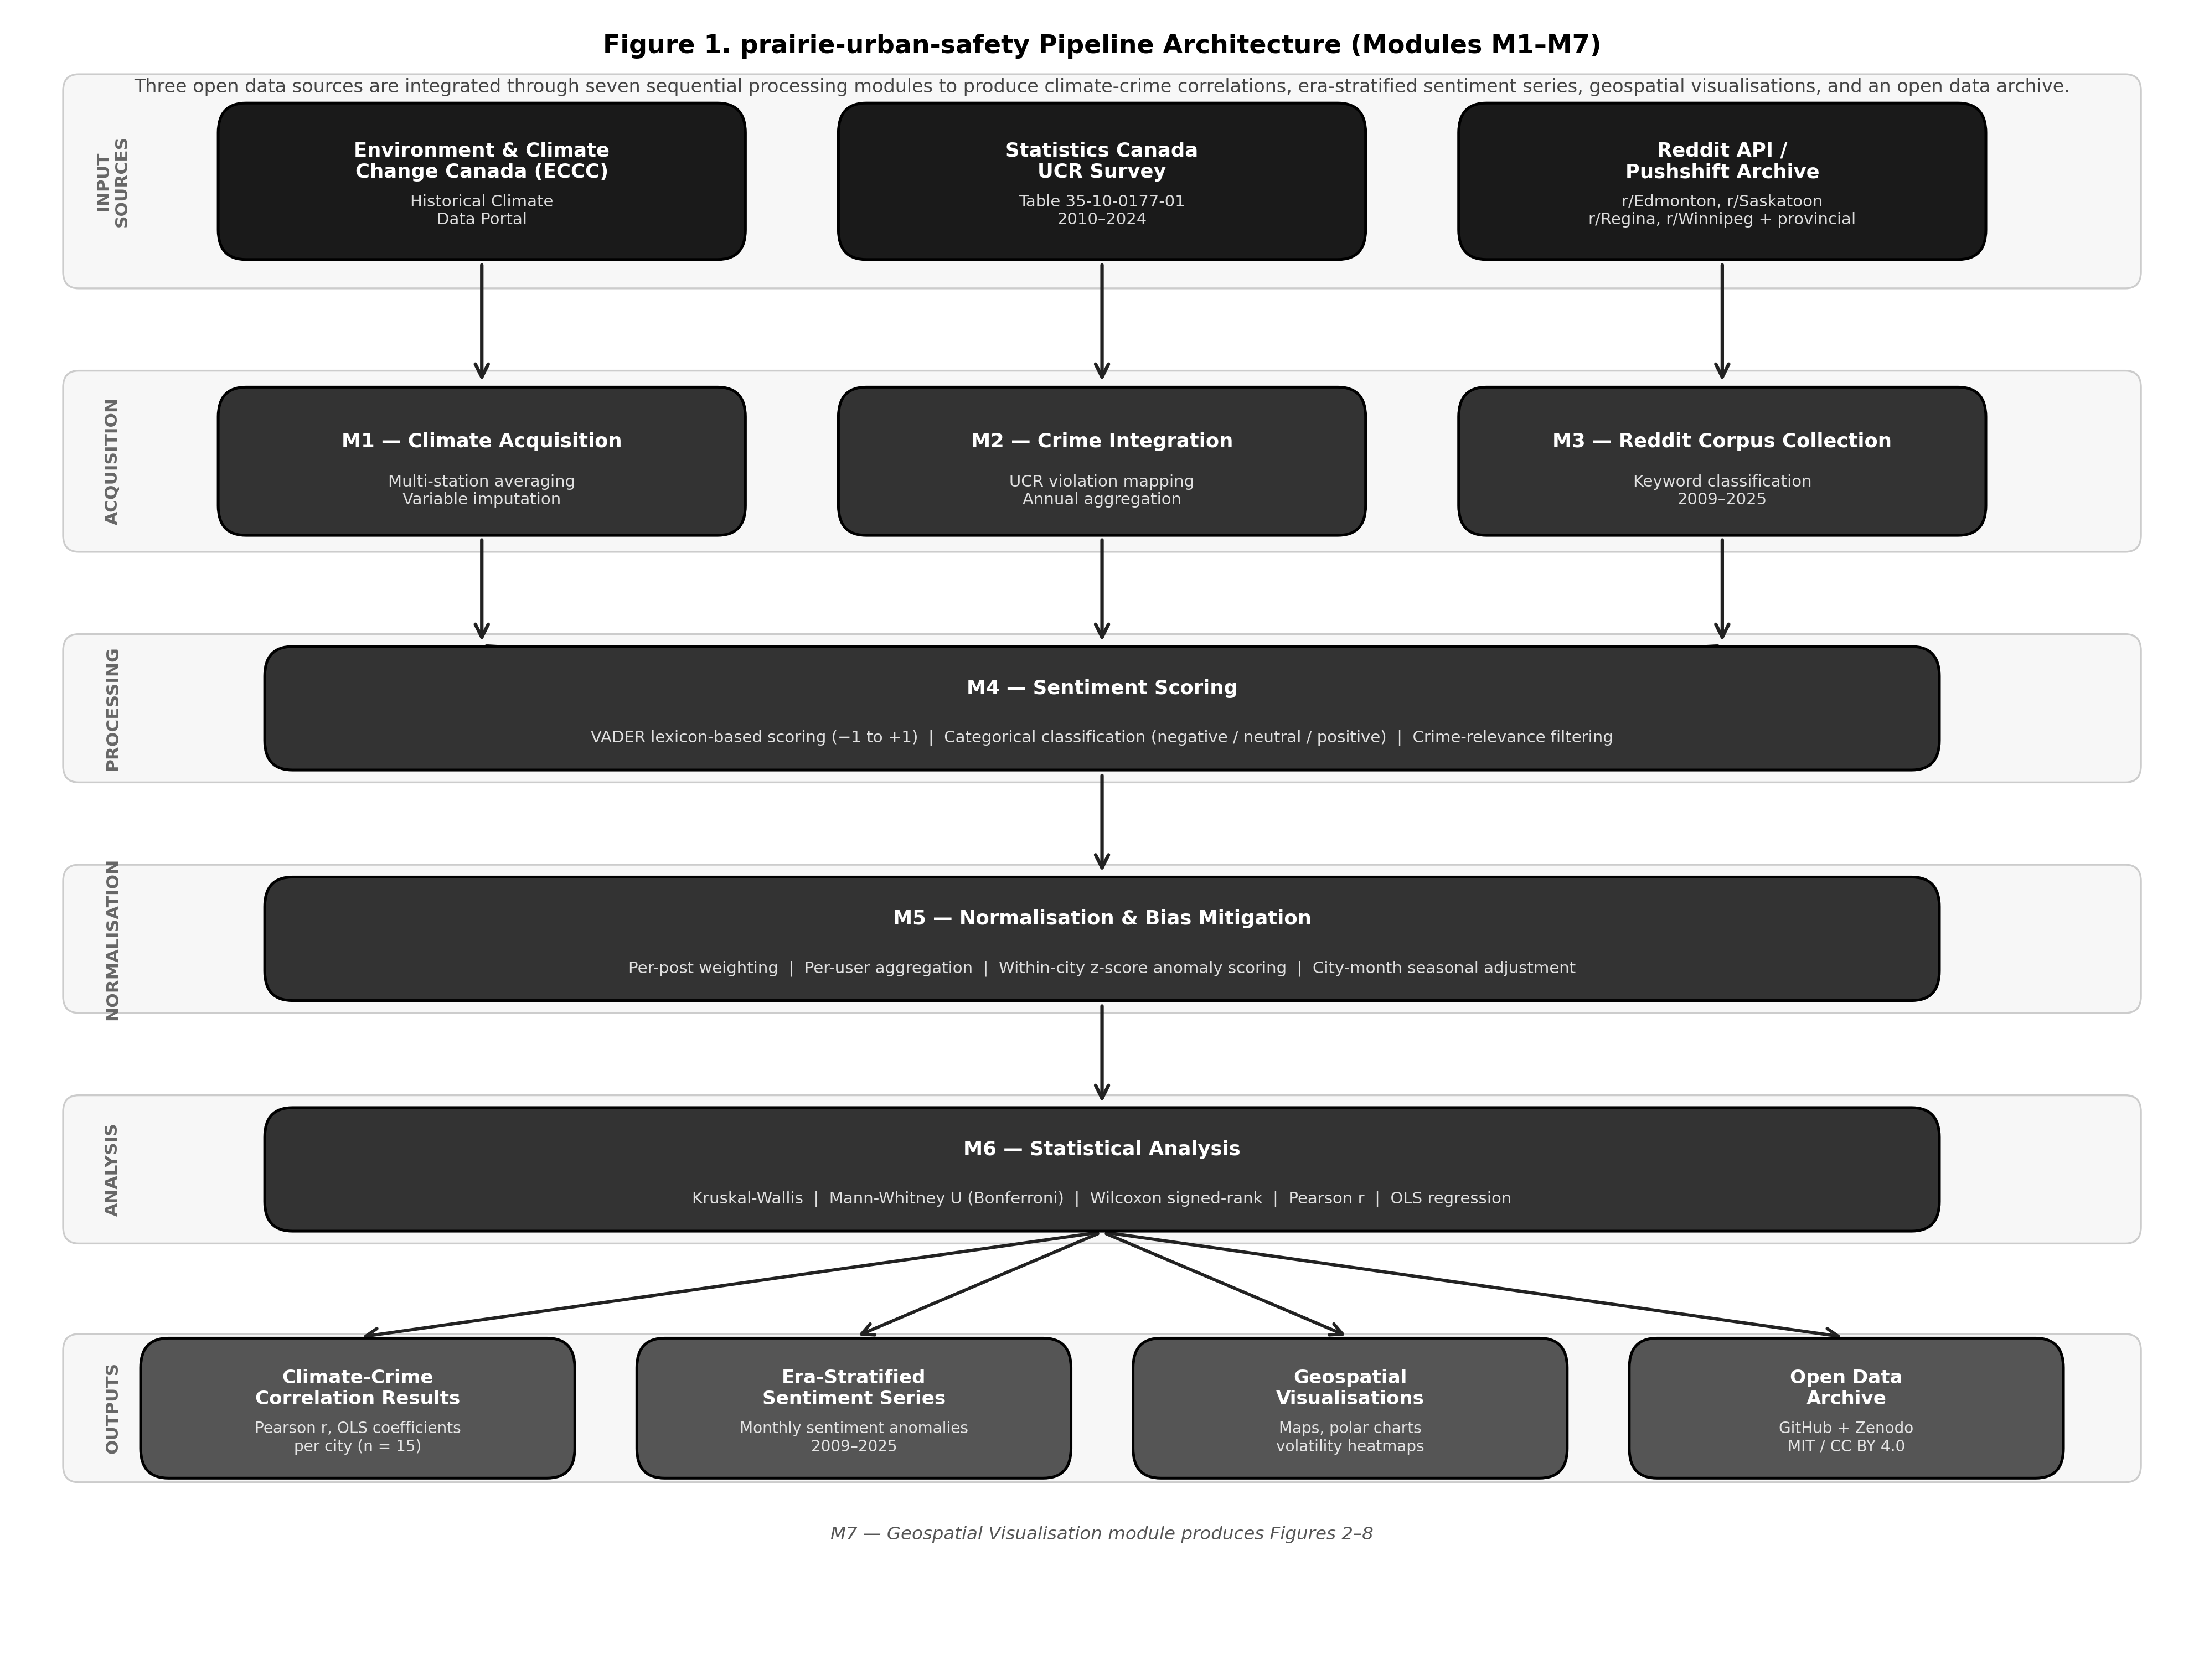 Figure 1. prairie-urban-safety Pipeline Architecture (Modules M1–M7)
Three open data sources are integrated through seven sequential processing modules to produce climate-crime correlations, era-stratified sentiment series, geospatial visualisations, and an open data archive.
INPUT
SOURCES
Environment & Climate
Change Canada (ECCC)
Historical Climate
Data Portal
Statistics Canada
UCR Survey
Table 35-10-0177-01
2010–2024
Reddit API /
Pushshift Archive
r/Edmonton, r/Saskatoon
r/Regina, r/Winnipeg + provincial
ACQUISITION
M1 — Climate Acquisition
Multi-station averaging
Variable imputation
M2 — Crime Integration
UCR violation mapping
Annual aggregation
M3 — Reddit Corpus Collection
Keyword classification
2009–2025
PROCESSING
M4 — Sentiment Scoring
VADER lexicon-based scoring (−1 to +1) | Categorical classification (negative / neutral / positive) | Crime-relevance filtering
NORMALISATION
M5 — Normalisation & Bias Mitigation
Per-post weighting | Per-user aggregation | Within-city z-score anomaly scoring | City-month seasonal adjustment
ANALYSIS
M6 — Statistical Analysis
Kruskal-Wallis | Mann-Whitney U (Bonferroni) | Wilcoxon signed-rank | Pearson r | OLS regression
OUTPUTS
Climate-Crime
Correlation Results
Pearson r, OLS coefficients
per city (n = 15)
Era-Stratified
Sentiment Series
Monthly sentiment anomalies
2009–2025
Geospatial
Visualisations
Maps, polar charts
volatility heatmaps
Open Data
Archive
GitHub + Zenodo
MIT / CC BY 4.0
M7 — Geospatial Visualisation module produces Figures 2–8